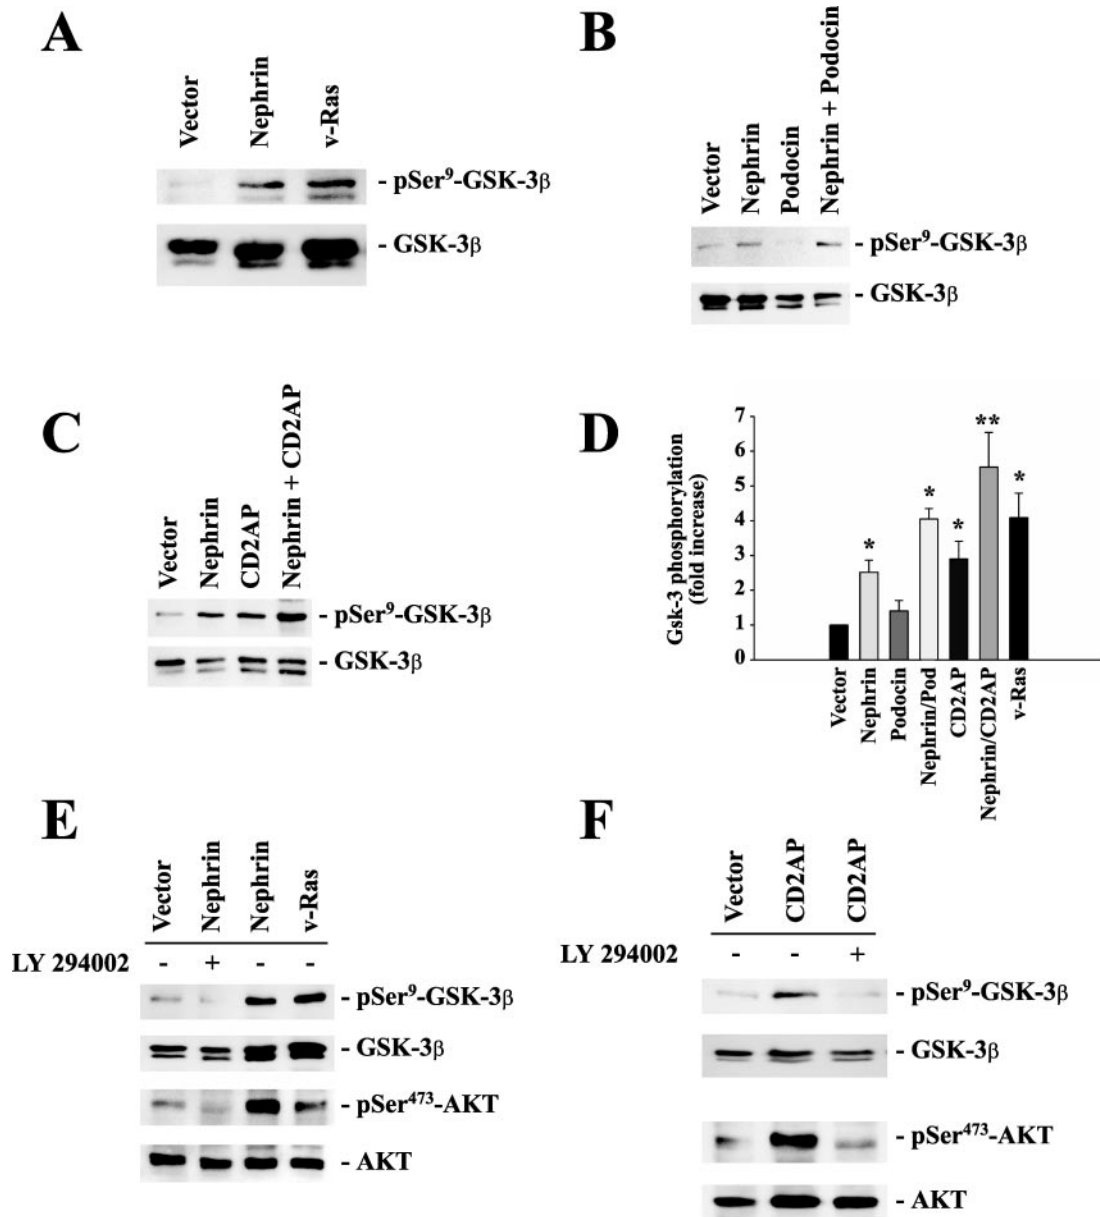 A
Vector
Nephrin
v-Ras
- pSer⁹-GSK-3β
- GSK-3β
B
Vector
Nephrin
Podocin
Nephrin + Podocin
- pSer⁹-GSK-3β
- GSK-3β
C
Vector
Nephrin
CD2AP
Nephrin + CD2AP
- pSer⁹-GSK-3β
- GSK-3β
D
Gsk-3 phosphorylation
(fold increase)
7
6
5
4
3
2
1
0
*
*
*
**
*
Vector
Nephrin
Podocin
Nephrin/Pod
CD2AP
Nephrin/CD2AP
v-Ras
E
Vector
Nephrin
Nephrin
v-Ras
LY 294002 - + - -
- pSer⁹-GSK-3β
- GSK-3β
- pSer⁴⁷³-AKT
- AKT
F
Vector
CD2AP
CD2AP
LY 294002 - - +
- pSer⁹-GSK-3β
- GSK-3β
- pSer⁴⁷³-AKT
- AKT